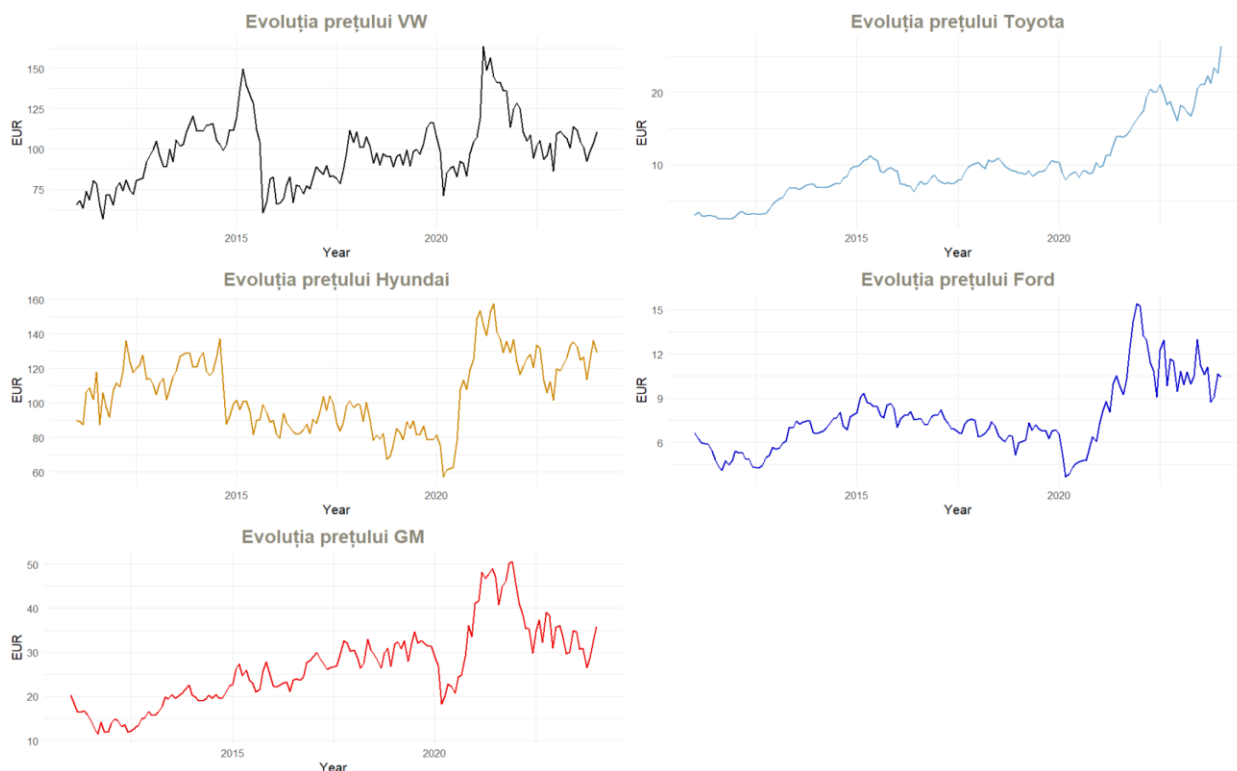 Evoluția prețului VW
150
125
100
75
EUR
2015
2020
Year
Evoluția prețului Toyota
20
10
EUR
2015
2020
Year
Evoluția prețului Hyundai
160
140
120
100
80
60
EUR
2015
2020
Year
Evoluția prețului Ford
15
12
9
6
EUR
2015
2020
Year
Evoluția prețului GM
50
40
30
20
10
EUR
2015
2020
Year